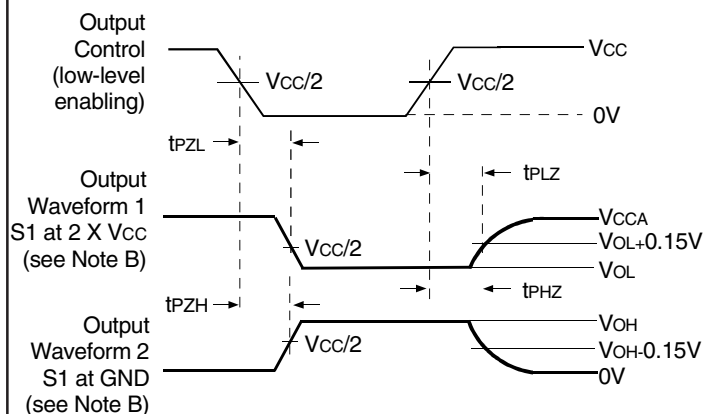 Output
Control
(low-level
enabling)
VCC/2
VCC/2
VCC
0V
tPZL
tPLZ
Output
Waveform 1
S1 at 2 X VCC
(see Note B)
VCC/2
VCCA
VOL+0.15V
VOL
tPZH
tPHZ
Output
Waveform 2
S1 at GND
(see Note B)
VCC/2
VOH
VOH-0.15V
0V